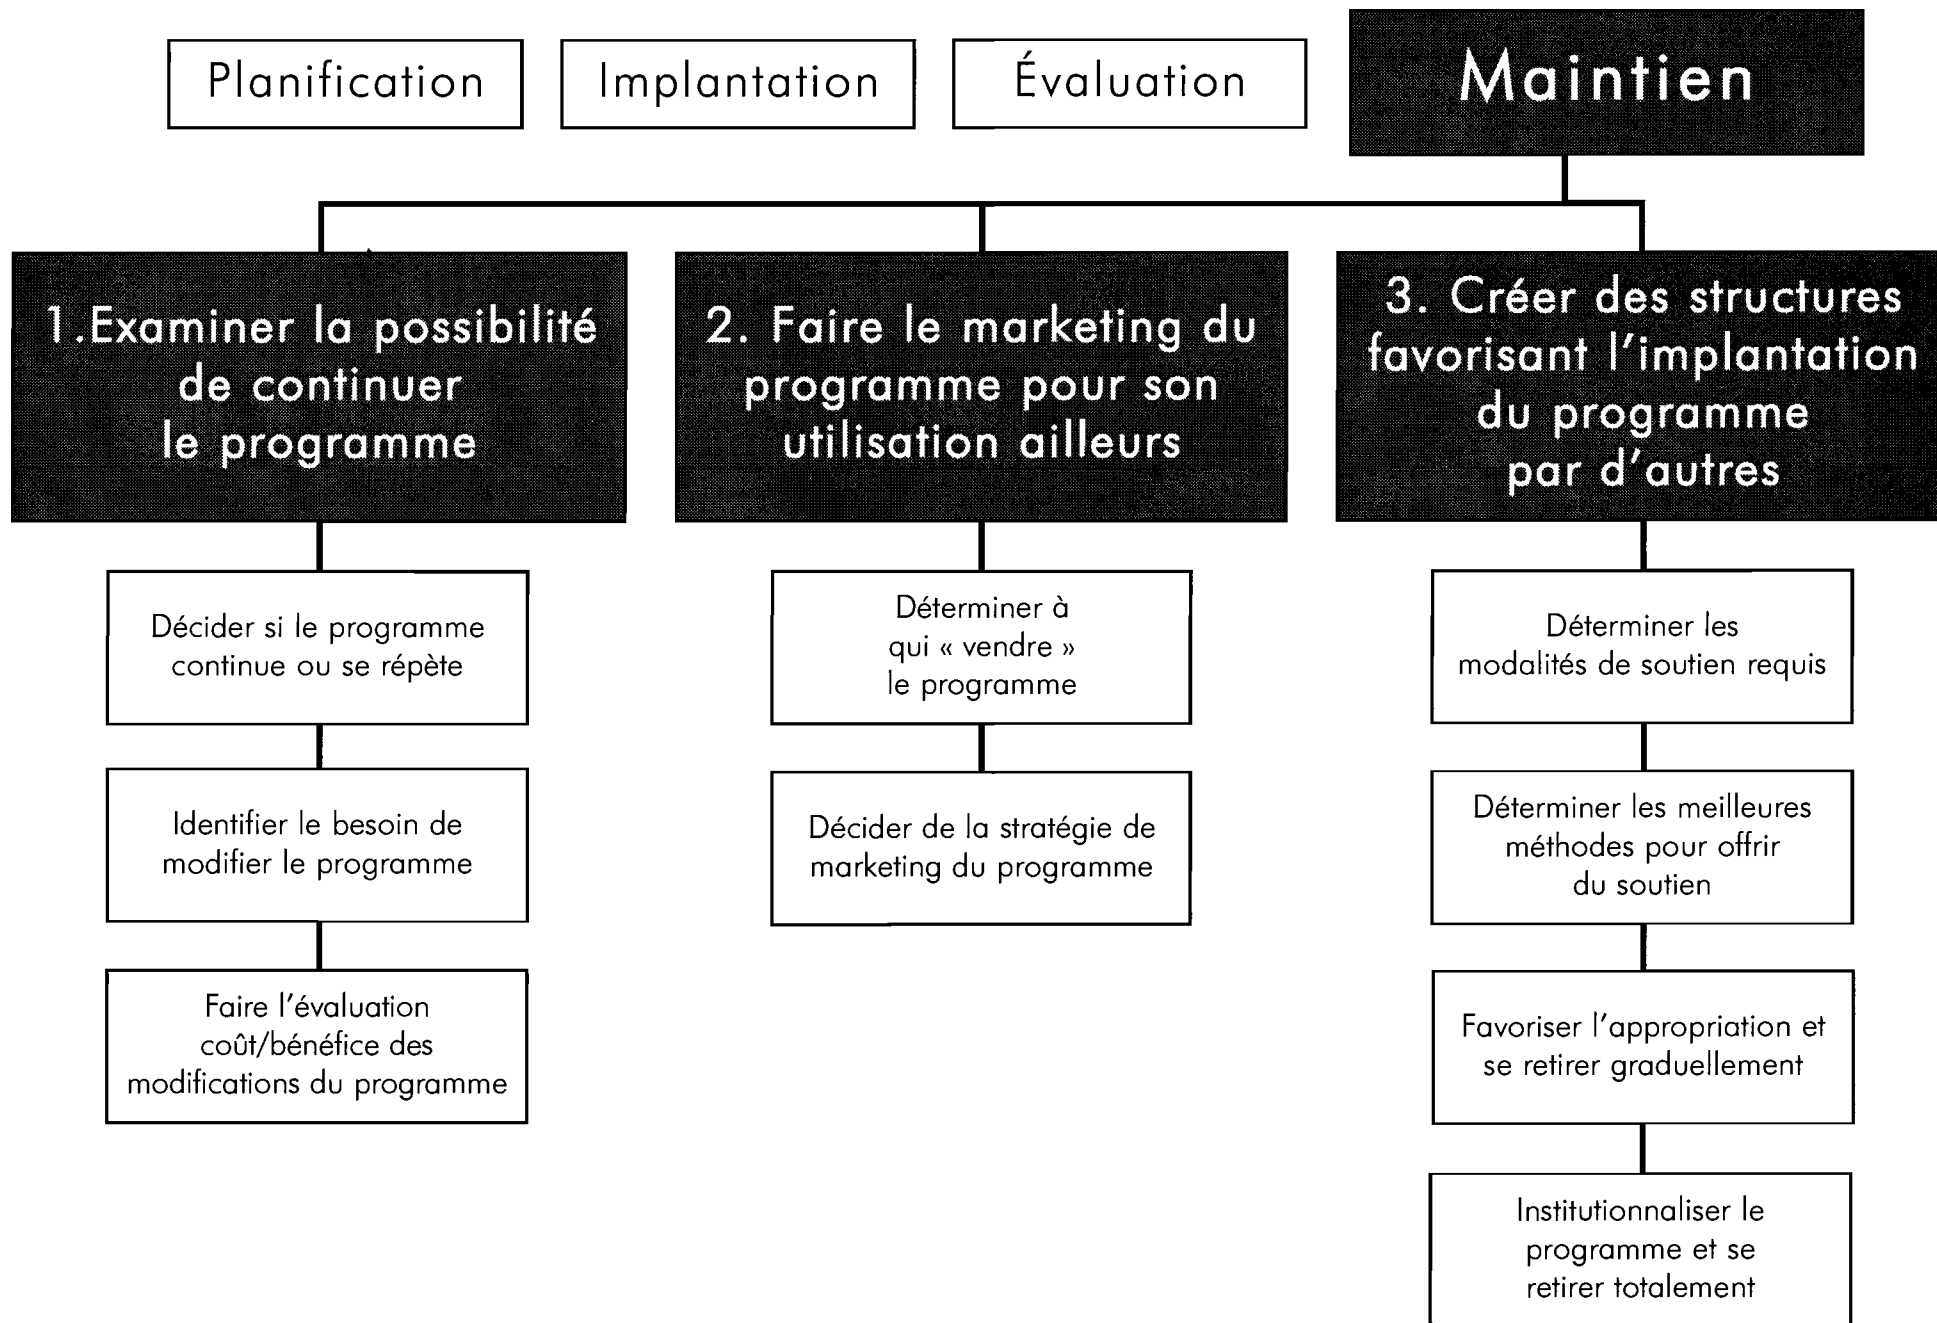 Planification
Implantation
Évaluation
Maintien
1.Examiner la possibilité
de continuer
le programme
2. Faire le marketing du
programme pour son
utilisation ailleurs
3. Créer des structures
favorisant l'implantation
du programme
par d'autres
Décider si le programme
continue ou se répète
Identifier le besoin de
modifier le programme
Faire l'évaluation
coût/bénéfice des
modifications du programme
Déterminer à
qui « vendre »
le programme
Décider de la stratégie de
marketing du programme
Déterminer les
modalités de soutien requis
Déterminer les meilleures
méthodes pour offrir
du soutien
Favoriser l'appropriation et
se retirer graduellement
Institutionnaliser le
programme et se
retirer totalement